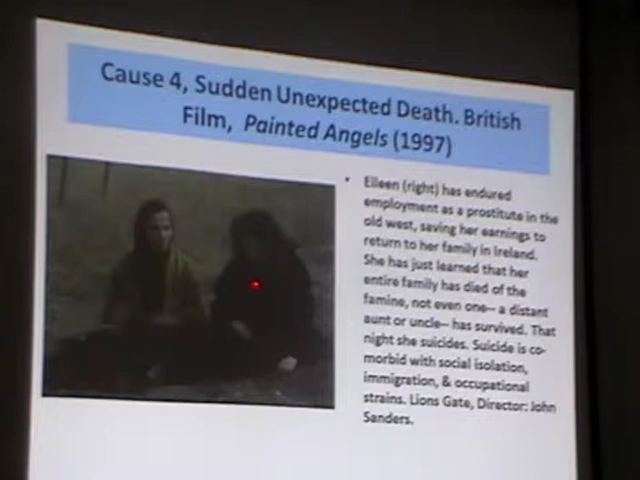 Cause 4, Sudden Unexpected Death. British
Film, Painted Angels (1997)
• Eileen (right) has endured
employment as a prostitute in the
old west, saving her earnings to
return to her family in Ireland.
She has just learned that her
entire family has died of the
famine, not even one-- a distant
aunt or uncle-- has survived. That
night she suicides. Suicide is co-
morbid with social isolation,
immigration, & occupational
strains. Lions Gate, Director: John
Sanders.